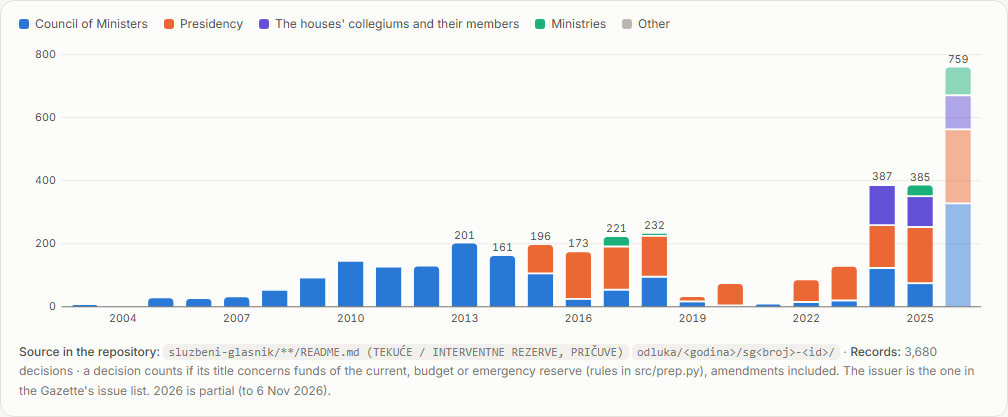 Council of Ministers Presidency The houses' collegiums and their members Ministries Other
800
600
400
200
0
201
161
196
173
221
232
387
385
759
2004 2007 2010 2013 2016 2019 2022 2025
Source in the repository: sluzbeni-glasnik/**/README.md (TEKUĆE / INTERVENTNE REZERVE, PRIČUVE) odluka/<godina>/sg<broj>-<id>/ · Records: 3,680
decisions · a decision counts if its title concerns funds of the current, budget or emergency reserve (rules in src/prep.py), amendments included. The issuer is the one in
the Gazette's issue list. 2026 is partial (to 6 Nov 2026).